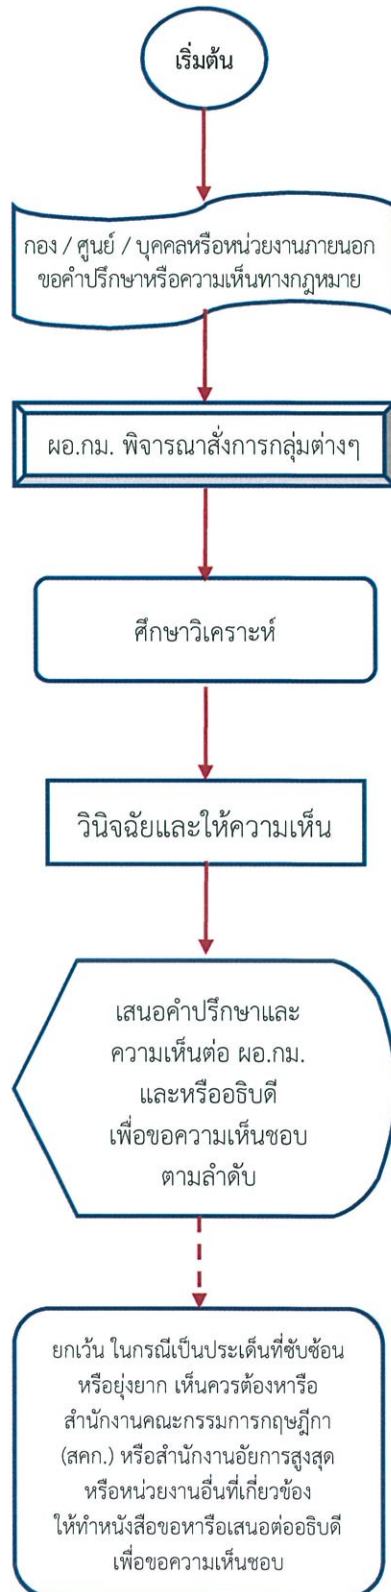 เริ่มต้น
กอง / ศูนย์ / บุคคลหรือหน่วยงานภายนอก
ขอคำปรึกษาหรือความเห็นทางกฎหมาย
ผอ.กม. พิจารณาสั่งการกลุ่มต่างๆ
ศึกษาวิเคราะห์
วินิจฉัยและให้ความเห็น
เสนอคำปรึกษาและ
ความเห็นต่อ ผอ.กม.
และหรืออธิบดี
เพื่อขอความเห็นชอบ
ตามลำดับ
ยกเว้น ในกรณีเป็นประเด็นที่ซับซ้อน
หรือยุ่งยาก เห็นควรต้องหารือ
สำนักงานคณะกรรมการกฤษฎีกา
(สคก.) หรือสำนักงานอัยการสูงสุด
หรือหน่วยงานอื่นที่เกี่ยวข้อง
ให้ทำหนังสือขอหารือเสนอต่ออธิบดี
เพื่อขอความเห็นชอบ